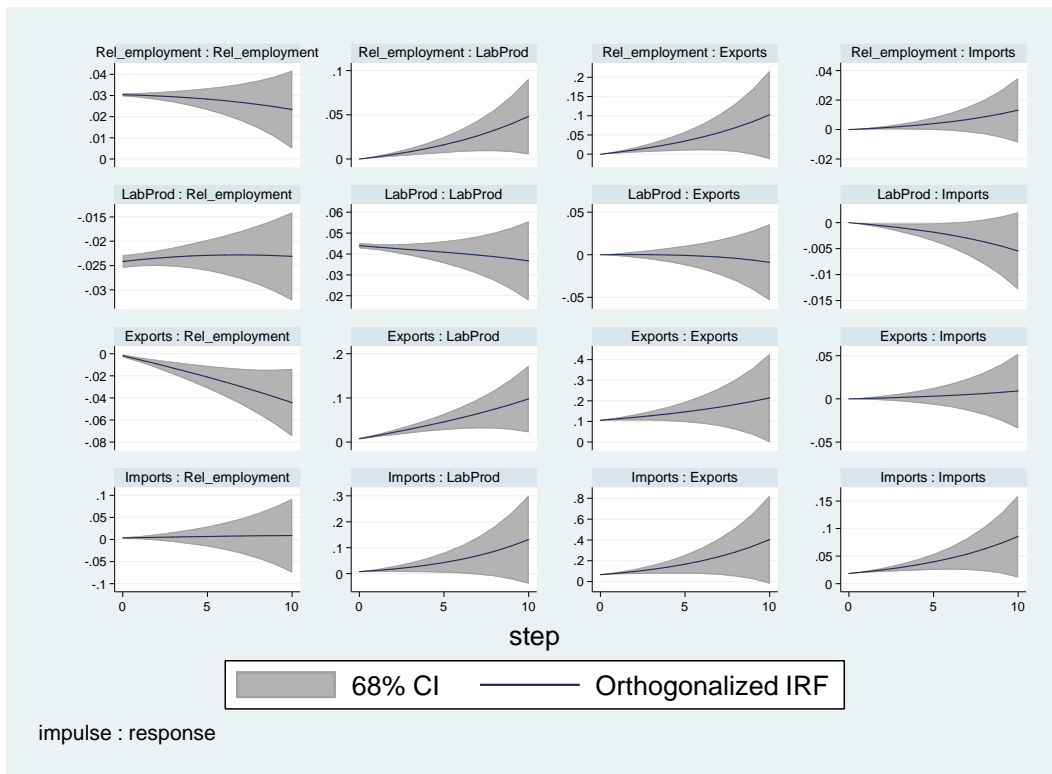 Rel_employment : Rel_employment
Rel_employment : LabProd
Rel_employment : Exports
Rel_employment : Imports
.04
.03
.02
.01
0
.1
.05
0
.2
.15
.1
.05
0
.04
.02
0
-.02
LabProd : Rel_employment
LabProd : LabProd
LabProd : Exports
LabProd : Imports
-.015
-.02
-.025
-.03
.06
.05
.04
.03
.02
.05
0
-.05
0
-.005
-.01
-.015
Exports : Rel_employment
Exports : LabProd
Exports : Exports
Exports : Imports
0
-.02
-.04
-.06
-.08
.2
.1
0
.4
.3
.2
.1
0
.05
0
-.05
Imports : Rel_employment
Imports : LabProd
Imports : Exports
Imports : Imports
.1
.05
0
-.05
-.1
.3
.2
.1
0
.8
.6
.4
.2
0
.15
.1
.05
0
0 5 10
0 5 10
0 5 10
0 5 10
step
68% CI
Orthogonalized IRF
impulse : response